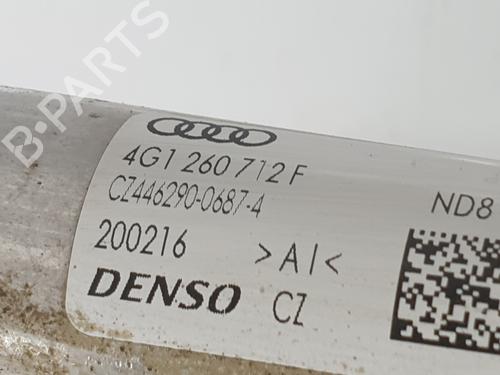 B-PARTS
4G1 260 712 F
CZ446290-0687-4
200216 >Al<
ND8
DENSO CZ